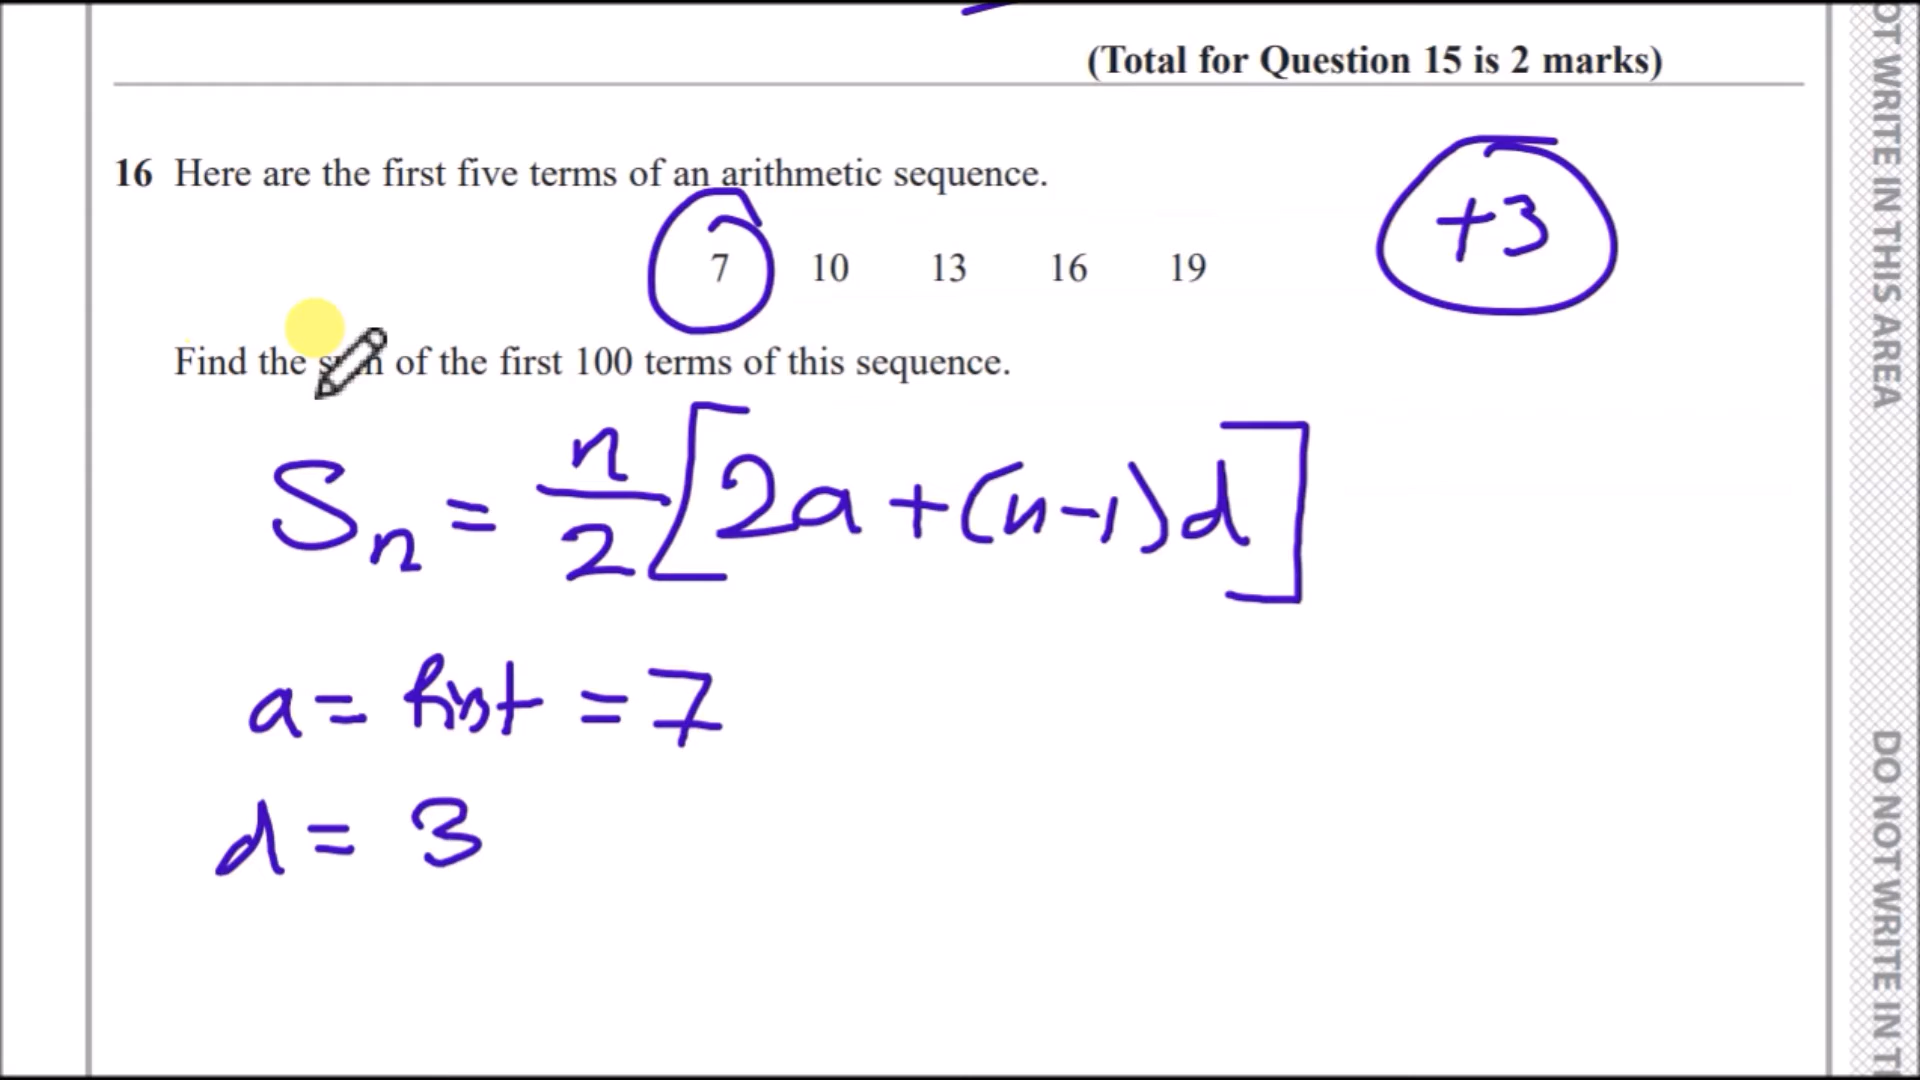 (Total for Question 15 is 2 marks)
16 Here are the first five terms of an arithmetic sequence.
+3
7 10 13 16 19
Find the sum of the first 100 terms of this sequence.
Sn = n/2 [2a + (n-1)d]
a = first = 7
d = 3
OT WRITE IN THIS AREA
DO NOT WRITE IN T